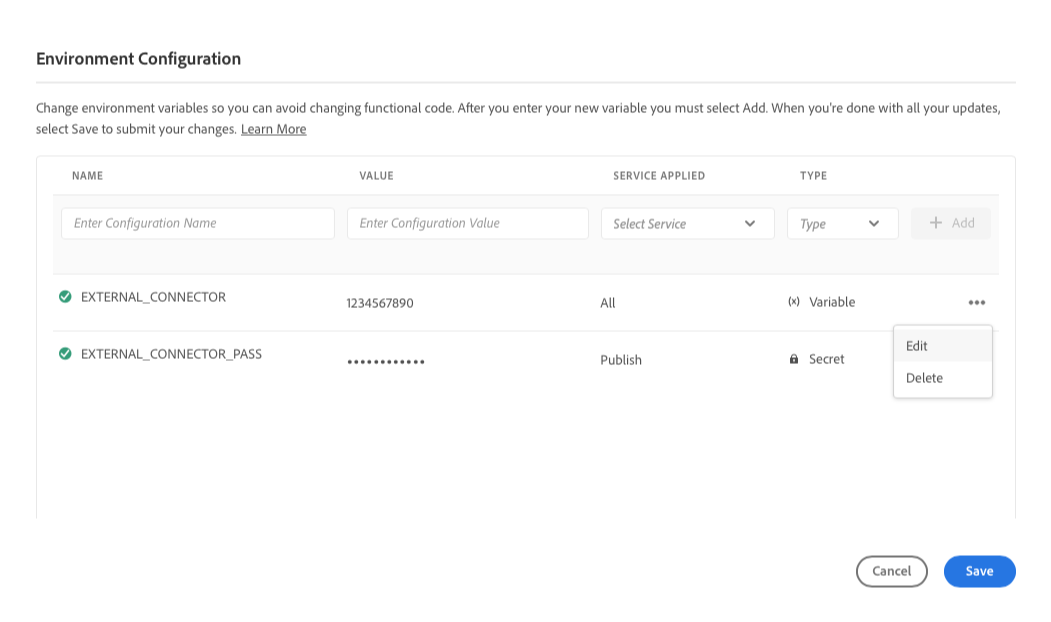 Environment Configuration
Change environment variables so you can avoid changing functional code. After you enter your new variable you must select Add. When you're done with all your updates,
select Save to submit your changes. Learn More
NAME VALUE SERVICE APPLIED TYPE
Enter Configuration Name Enter Configuration Value Select Service Type + Add
EXTERNAL_CONNECTOR 1234567890 All (x) Variable •••
EXTERNAL_CONNECTOR_PASS •••••••••••• Publish Secret
Edit
Delete
Cancel Save